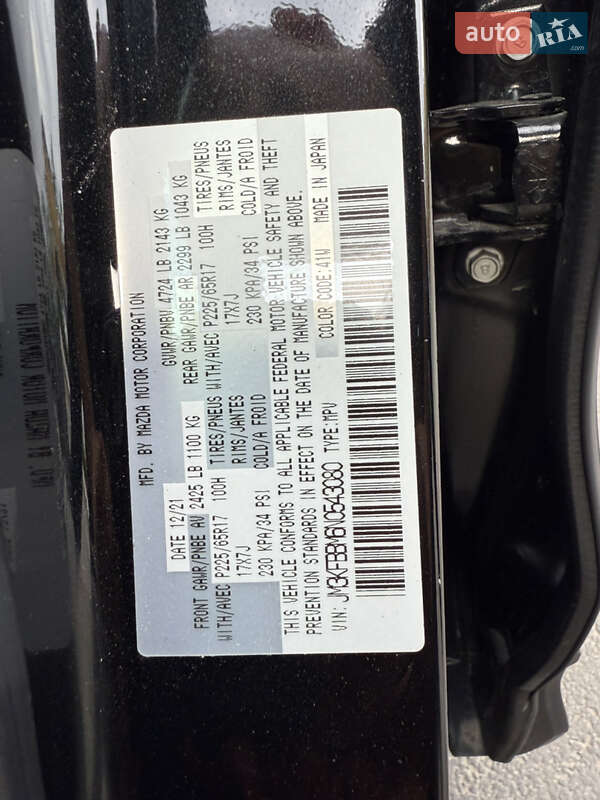 auto RIA .com
MFD. BY MAZDA MOTOR CORPORATION
DATE 12/21 GVWR/PNBV 4724 LB 2143 KG
FRONT GAWR/PNBE AV 2425 LB 1100 KG REAR GAWR/PNBE AR 2299 LB 1043 KG
TIRES/PNEUS TIRES/PNEUS
WITH/AVEC P225/65R17 100H WITH/AVEC P225/65R17 100H
RIMS/JANTES RIMS/JANTES
17X7J 17X7J
230 KPA/34 PSI COLD/A FROID 230 KPA/34 PSI COLD/A FROID
THIS VEHICLE CONFORMS TO ALL APPLICABLE FEDERAL MOTOR VEHICLE SAFETY AND THEFT
PREVENTION STANDARDS IN EFFECT ON THE DATE OF MANUFACTURE SHOWN ABOVE.
VIN: JM3KFBBM6N0543080 TYPE:MPV COLOR CODE:41W MADE IN JAPAN